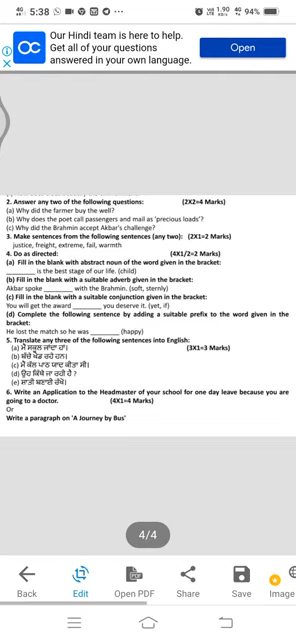 4G 5:38
VoB LTE 1.90 KB/s 4G 94%
Our Hindi team is here to help.
Get all of your questions
answered in your own language.
Open
2. Answer any two of the following questions: (2X2=4 Marks)
(a) Why did the farmer buy the well?
(b) Why does the poet call passengers and mail as 'precious loads'?
(c) Why did the Brahmin accept Akbar's challenge?
3. Make sentences from the following sentences (any two): (2X1=2 Marks)
justice, freight, extreme, fail, warmth
4. Do as directed: (4X1/2=2 Marks)
(a) Fill in the blank with abstract noun of the word given in the bracket:
________ is the best stage of our life. (child)
(b) Fill in the blank with a suitable adverb given in the bracket:
Akbar spoke ________ with the Brahmin. (soft, sternly)
(c) Fill in the blank with a suitable conjunction given in the bracket:
You will get the award ________ you deserve it. (yet, if)
(d) Complete the following sentence by adding a suitable prefix to the word given in the
bracket:
He lost the match so he was ________ (happy)
5. Translate any three of the following sentences into English:
(a) ਮੈਂ ਸਕੂਲ ਜਾਂਦਾ ਹਾਂ। (3X1=3 Marks)
(b) ਬੱਚੇ ਖੇਡ ਰਹੇ ਹਨ।
(c) ਮੈਂ ਕੱਲ ਪਾਠ ਯਾਦ ਕੀਤਾ ਸੀ।
(d) ਉਹ ਕਿੱਥੇ ਜਾ ਰਹੀ ਹੈ ?
(e) ਸ਼ਾਂਤੀ ਬਣਾਈ ਰੱਖੋ।
6. Write an Application to the Headmaster of your school for one day leave because you are
going to a doctor. (4X1=4 Marks)
Or
Write a paragraph on 'A Journey by Bus'
4/4
Back
Edit
Open PDF
Share
Save
Image